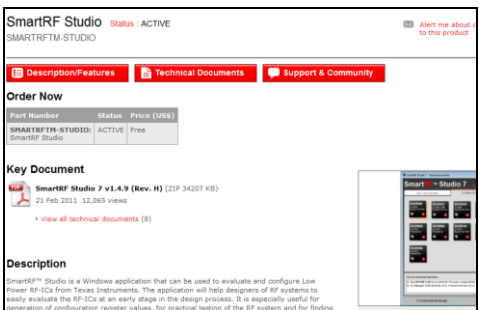 SmartRF Studio Status : ACTIVE
SMARTRFTM-STUDIO
Alert me about
to this product
Description/Features
Technical Documents
Support & Community
Order Now
Part Number Status Price (US$)
SMARTRFTM-STUDIO: ACTIVE Free
SmartRF Studio
Key Document
SmartRF Studio 7 v1.4.9 (Rev. H) (ZIP 34207 KB)
21 Feb 2011 12,065 views
View all technical documents (8)
SmartRF™ Studio 7
Description
SmartRF™ Studio is a Windows application that can be used to evaluate and configure Low
Power RF-ICs from Texas Instruments. The application will help designers of RF systems to
easily evaluate the RF-ICs at an early stage in the design process. It is especially useful for
generation of configuration register values, for practical testing of the RF system and for finding